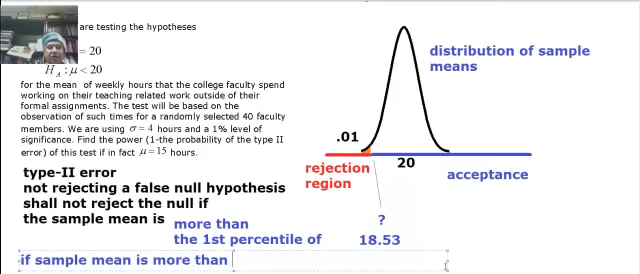 are testing the hypotheses
= 20
H_A : μ < 20
for the mean of weekly hours that the college faculty spend
working on their teaching related work outside of their
formal assignments. The test will be based on the
observation of such times for a randomly selected 40 faculty
members. We are using σ = 4 hours and a 1% level of
significance. Find the power (1-the probability of the type II
error) of this test if in fact μ = 15 hours.
type-II error
not rejecting a false null hypothesis
shall not reject the null if
the sample mean is
more than
the 1st percentile of
if sample mean is more than
distribution of sample
means
.01
20
rejection
region
acceptance
?
18.53